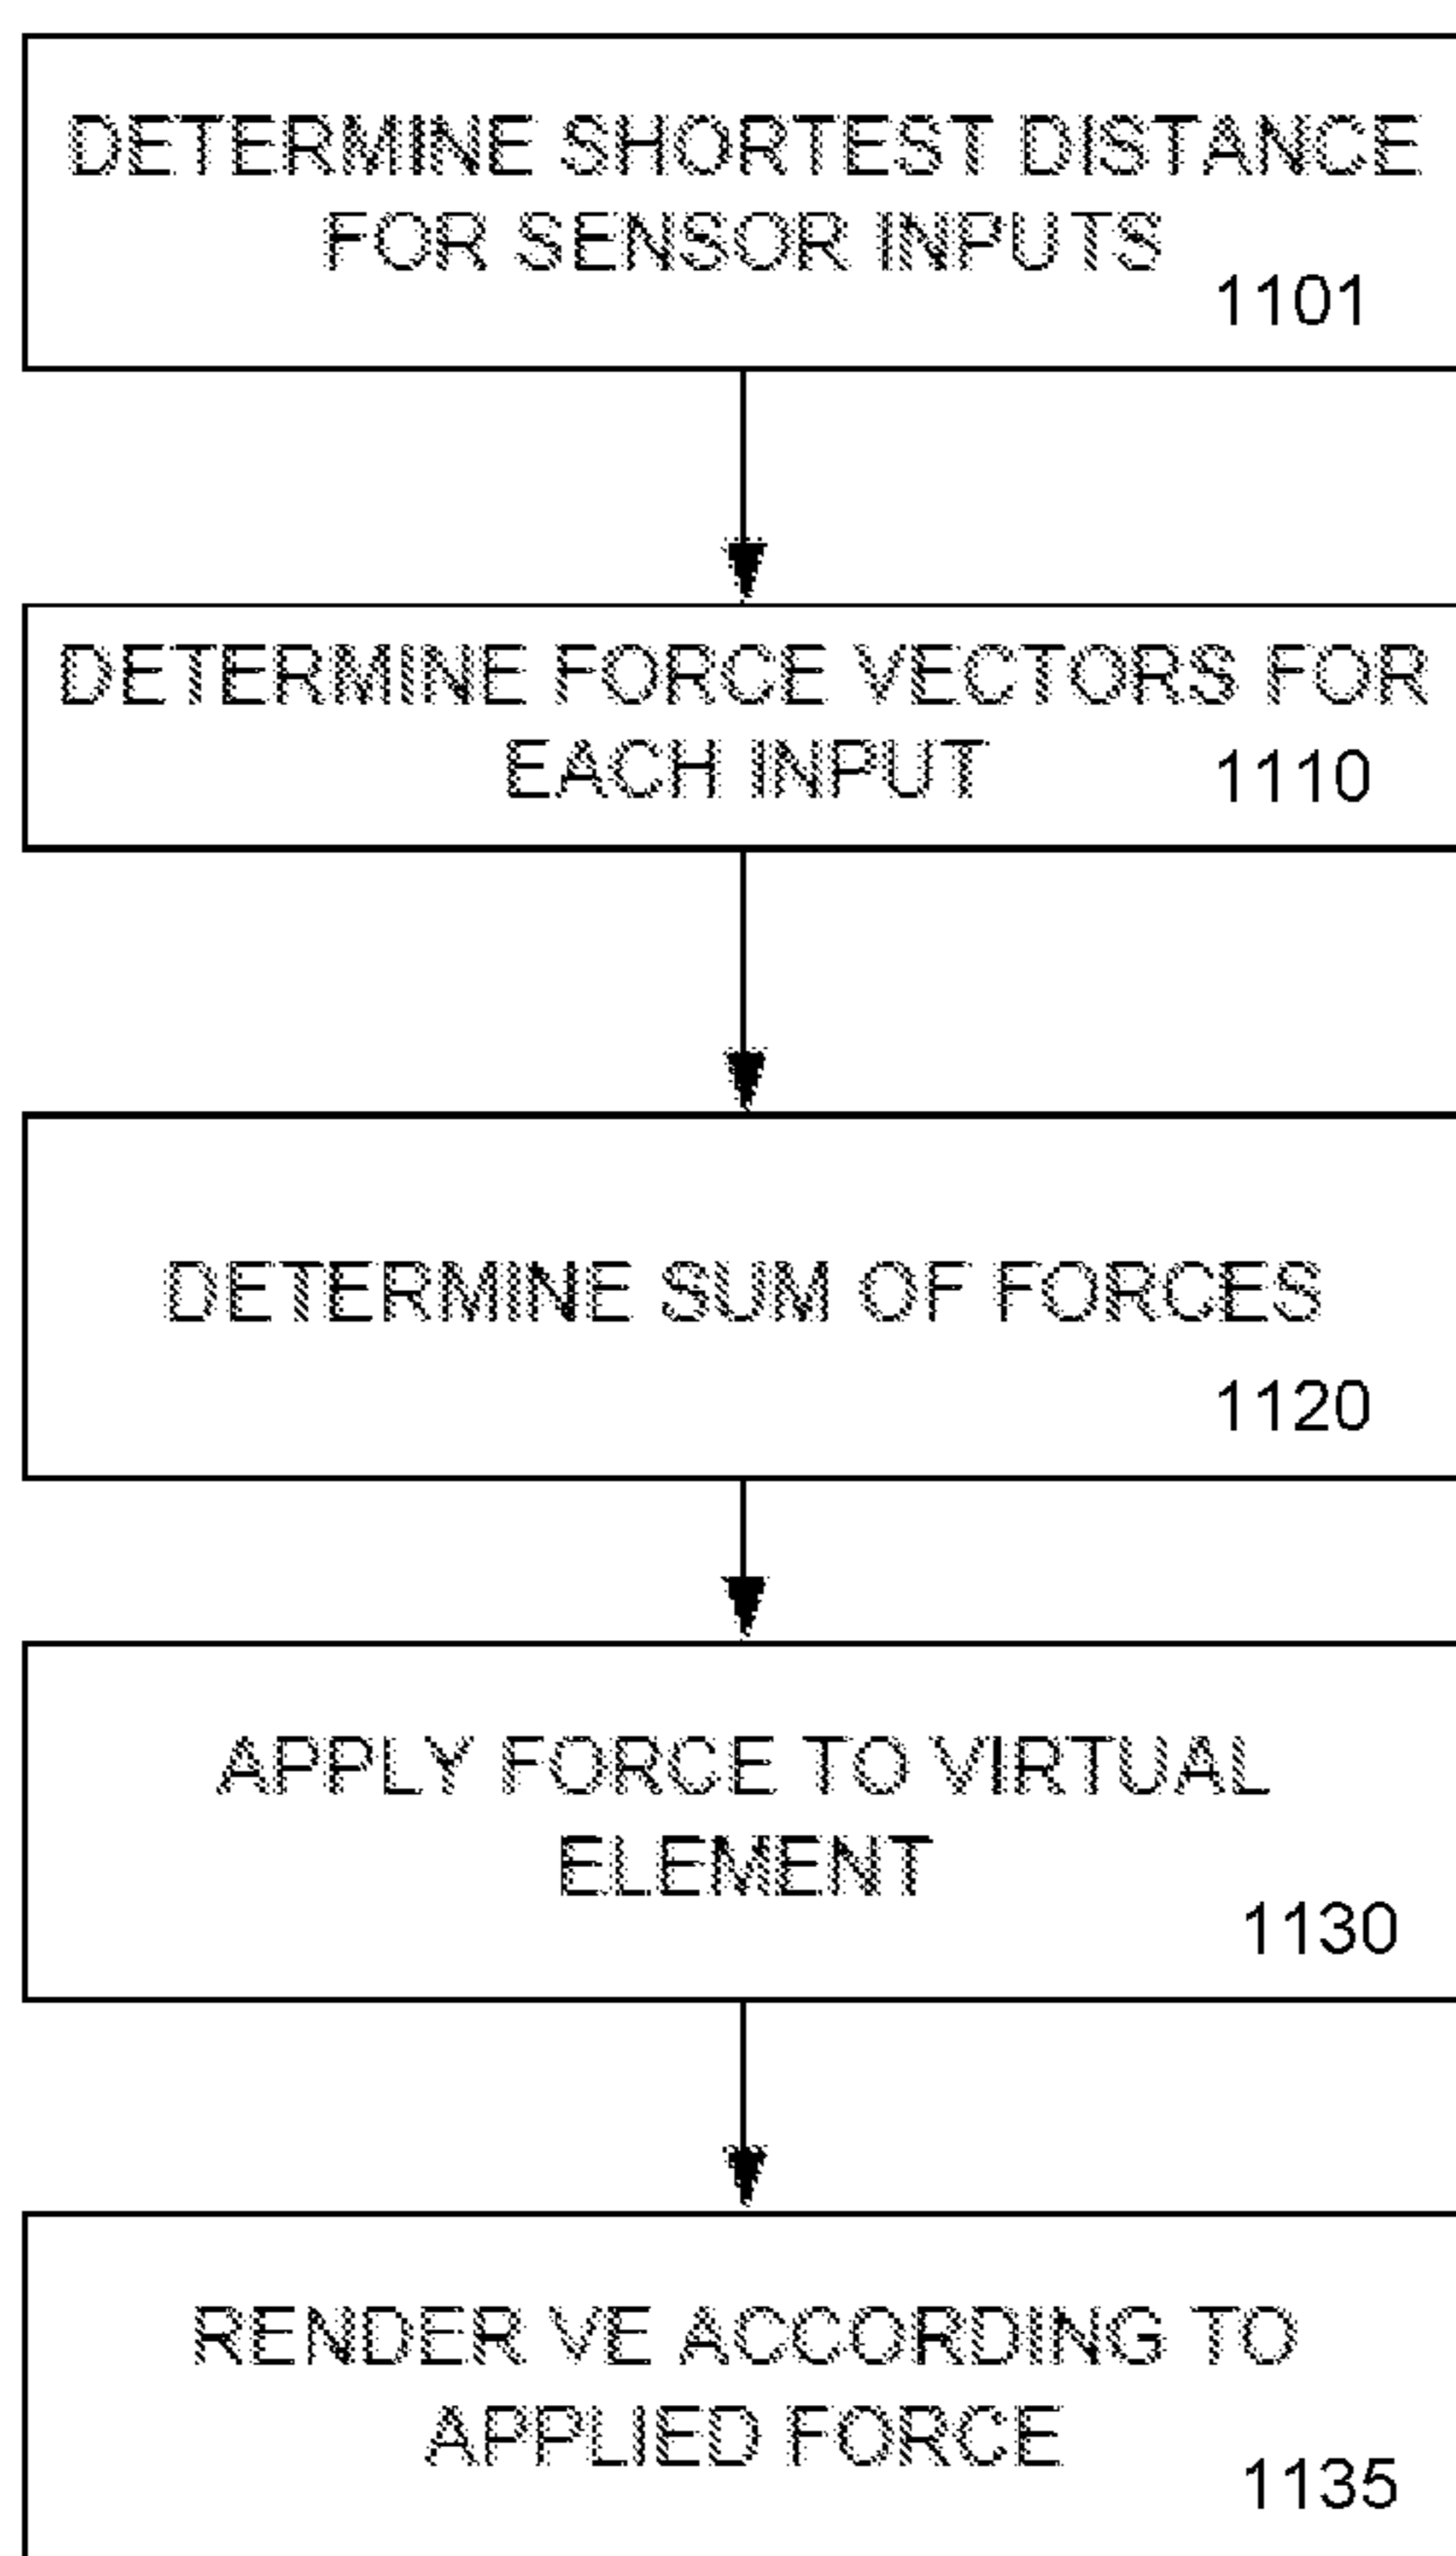 DETERMINE SHORTEST DISTANCE
FOR SENSOR INPUTS
1101
DETERMINE FORCE VECTORS FOR
EACH INPUT
1110
DETERMINE SUM OF FORCES
1120
APPLY FORCE TO VIRTUAL
ELEMENT
1130
RENDER VE ACCORDING TO
APPLIED FORCE
1135